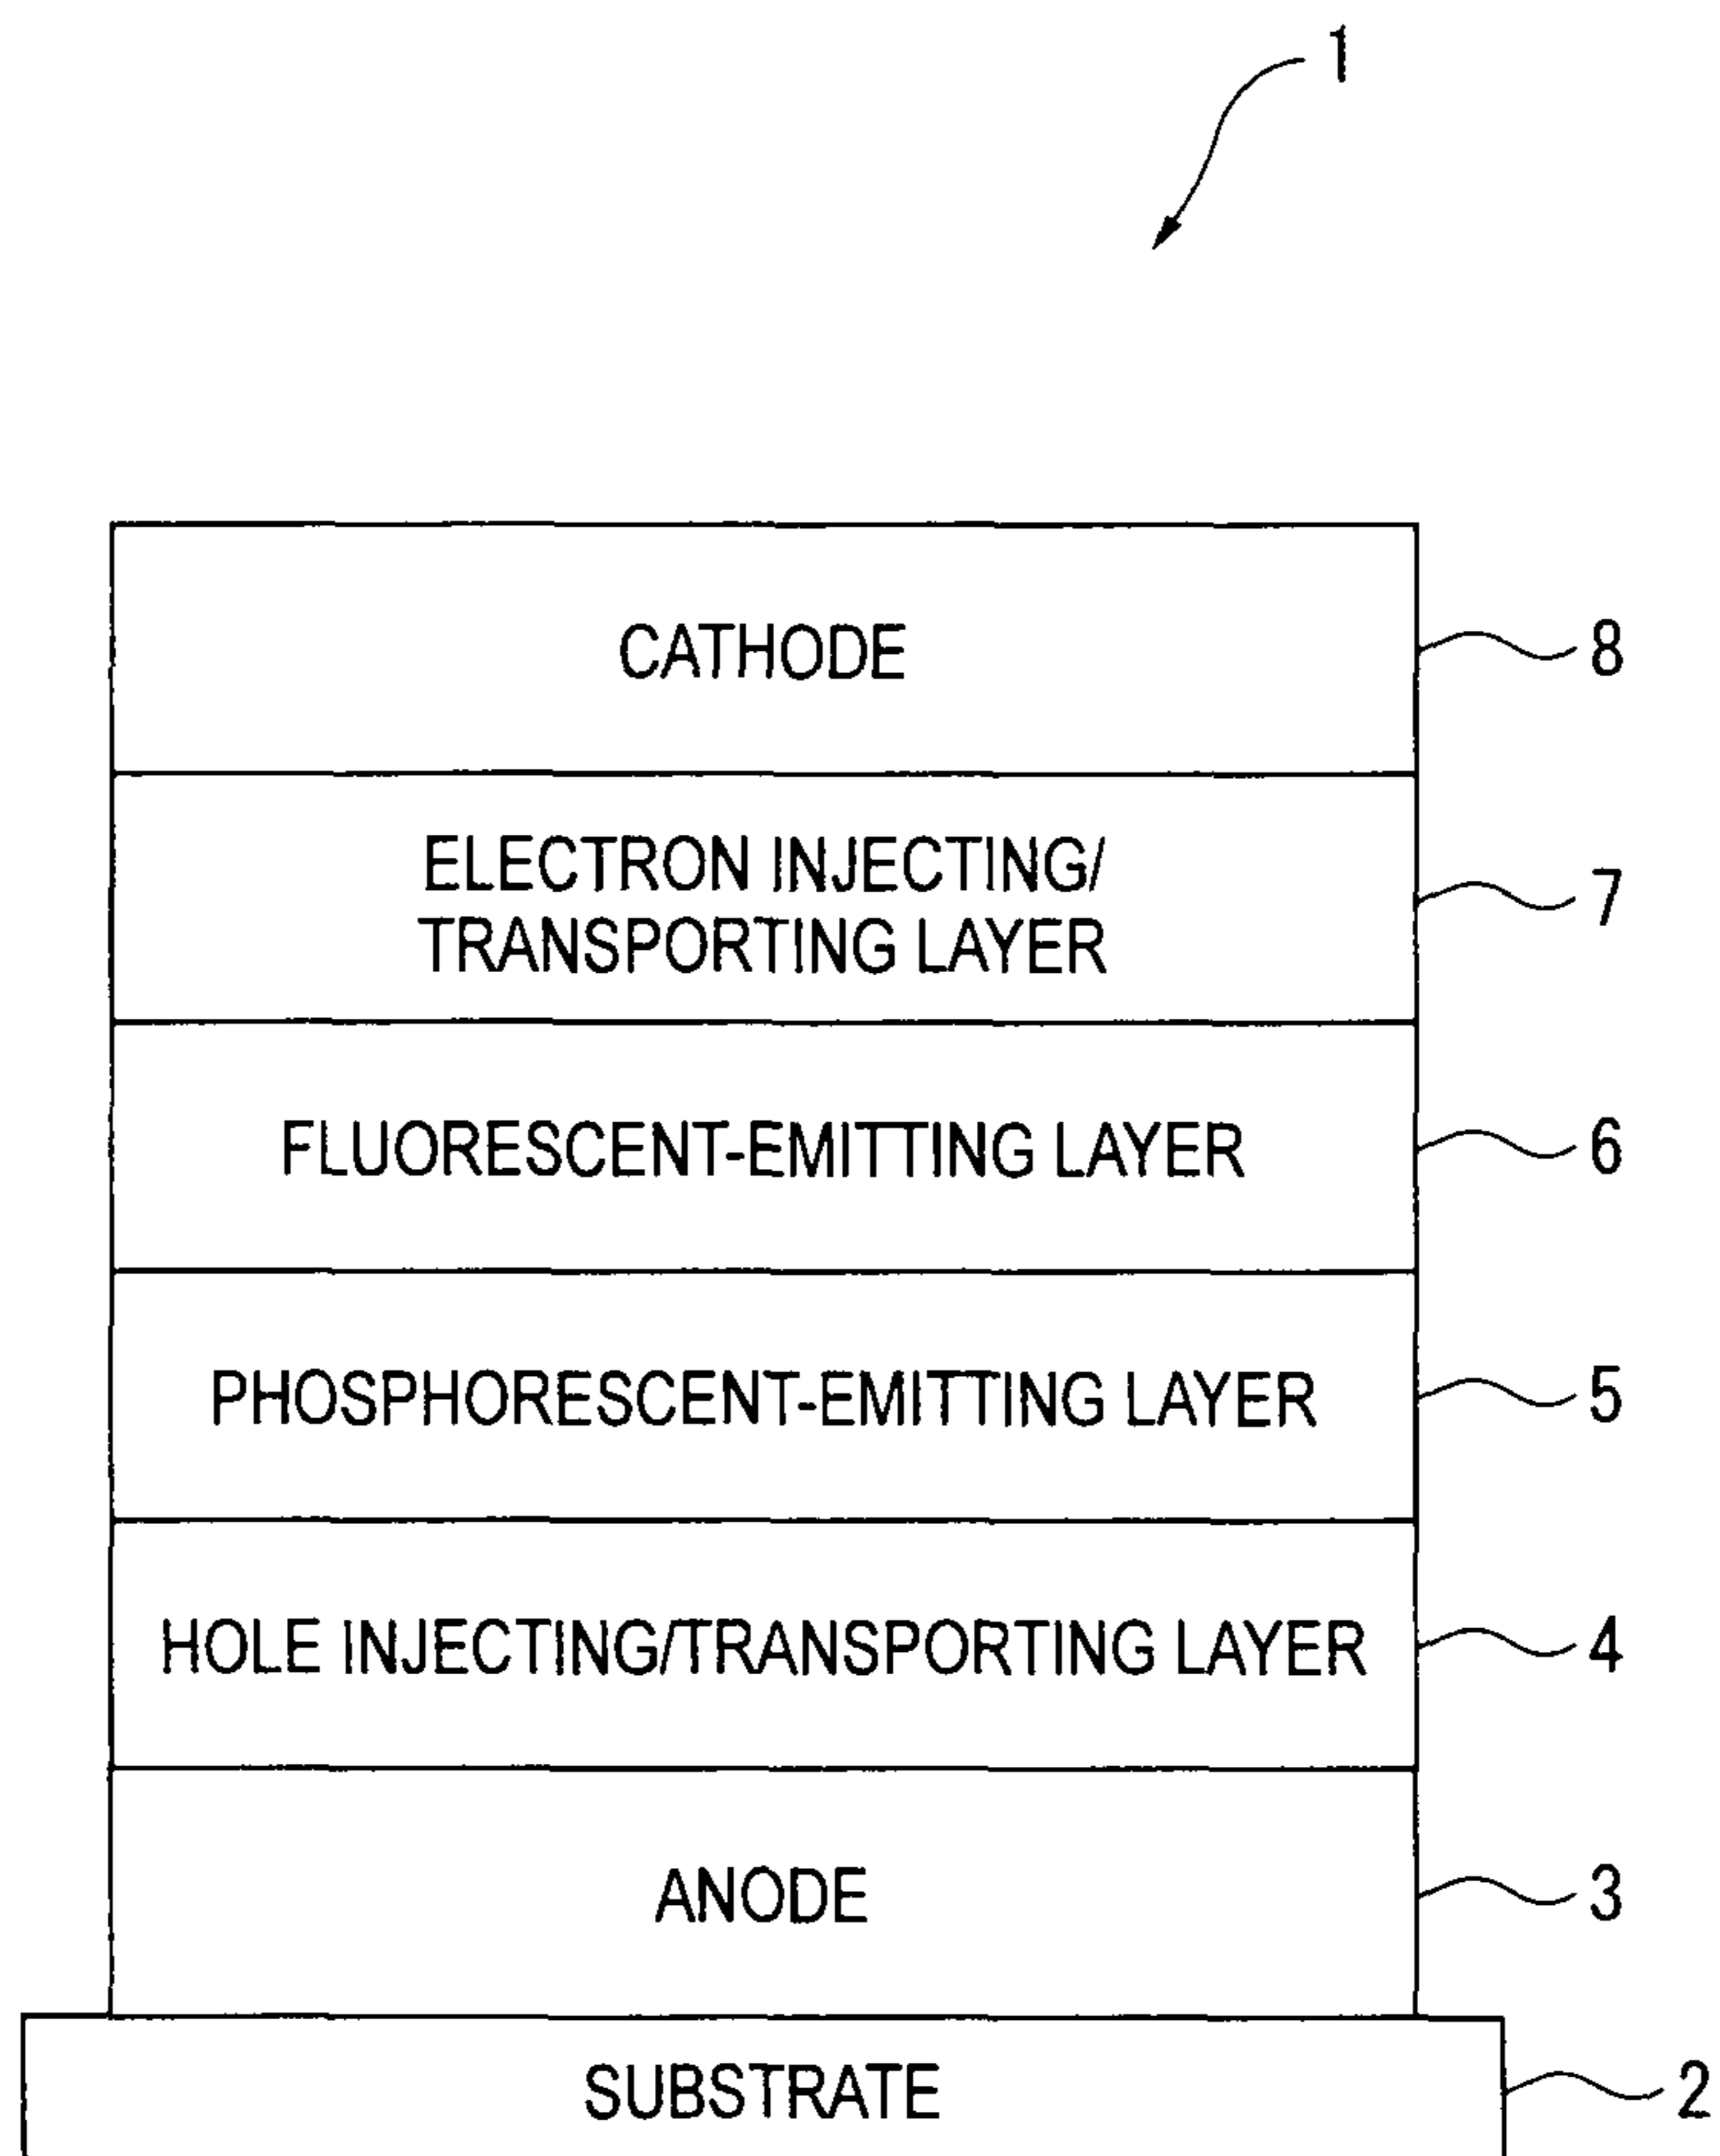 1
CATHODE 8
ELECTRON INJECTING/
TRANSPORTING LAYER 7
FLUORESCENT-EMITTING LAYER 6
PHOSPHORESCENT-EMITTING LAYER 5
HOLE INJECTING/TRANSPORTING LAYER 4
ANODE 3
SUBSTRATE 2